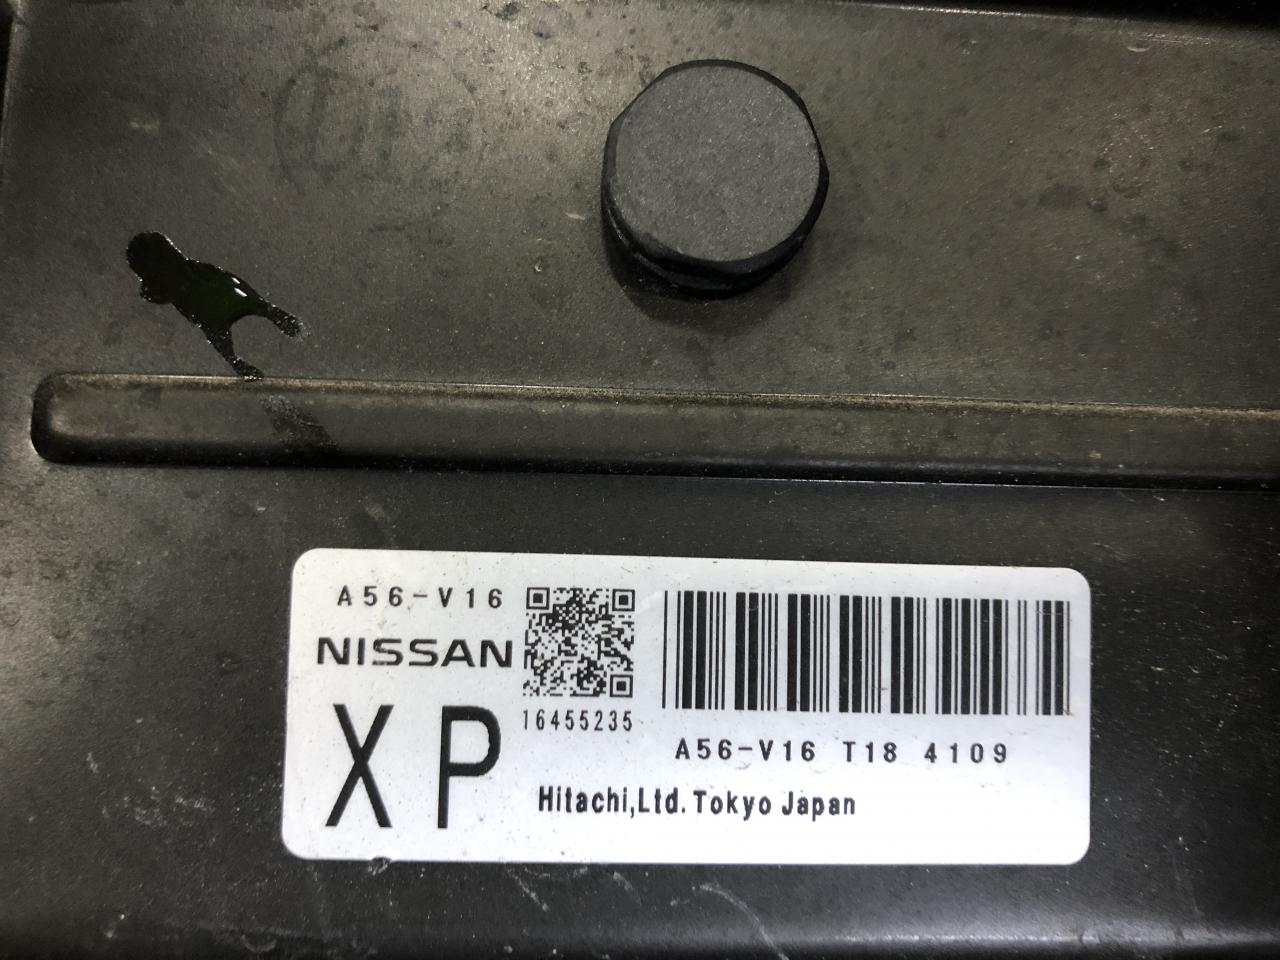 A56-V16
NISSAN
XP
16455235
A56-V16 T18 4109
Hitachi,Ltd.Tokyo Japan